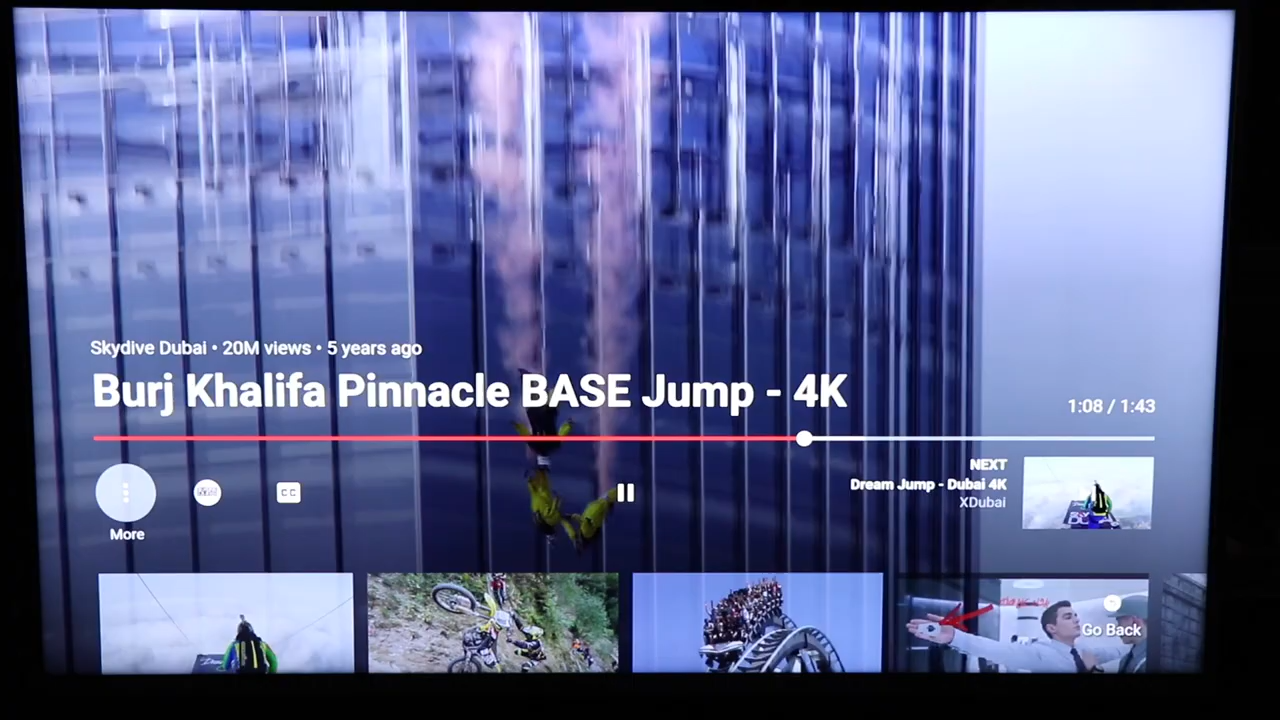 Skydive Dubai • 20M views • 5 years ago
Burj Khalifa Pinnacle BASE Jump - 4K
1:08 / 1:43
NEXT
Dream Jump - Dubai 4K
XDubai
CC
More
Go Back